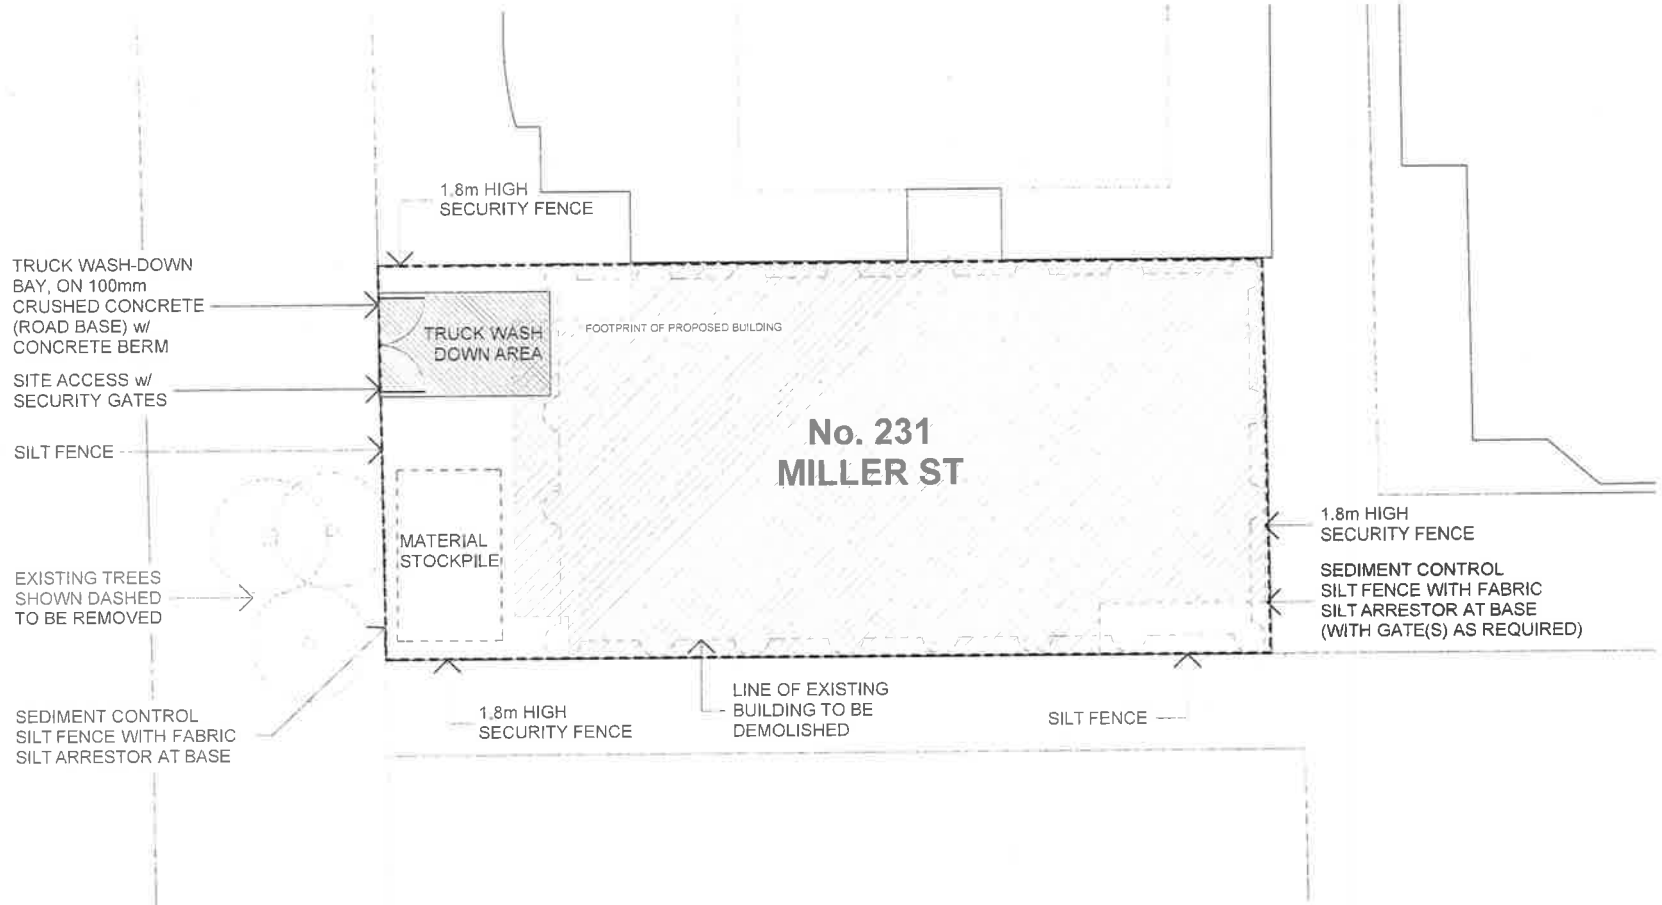 1.8m HIGH
SECURITY FENCE
TRUCK WASH-DOWN
BAY, ON 100mm
CRUSHED CONCRETE
(ROAD BASE) w/
CONCRETE BERM
TRUCK WASH
DOWN AREA
FOOTPRINT OF PROPOSED BUILDING
SITE ACCESS w/
SECURITY GATES
SILT FENCE
No. 231
MILLER ST
MATERIAL
STOCKPILE
1.8m HIGH
SECURITY FENCE
EXISTING TREES
SHOWN DASHED
TO BE REMOVED
SEDIMENT CONTROL
SILT FENCE WITH FABRIC
SILT ARRESTOR AT BASE
(WITH GATE(S) AS REQUIRED)
SEDIMENT CONTROL
SILT FENCE WITH FABRIC
SILT ARRESTOR AT BASE
1.8m HIGH
SECURITY FENCE
LINE OF EXISTING
BUILDING TO BE
DEMOLISHED
SILT FENCE